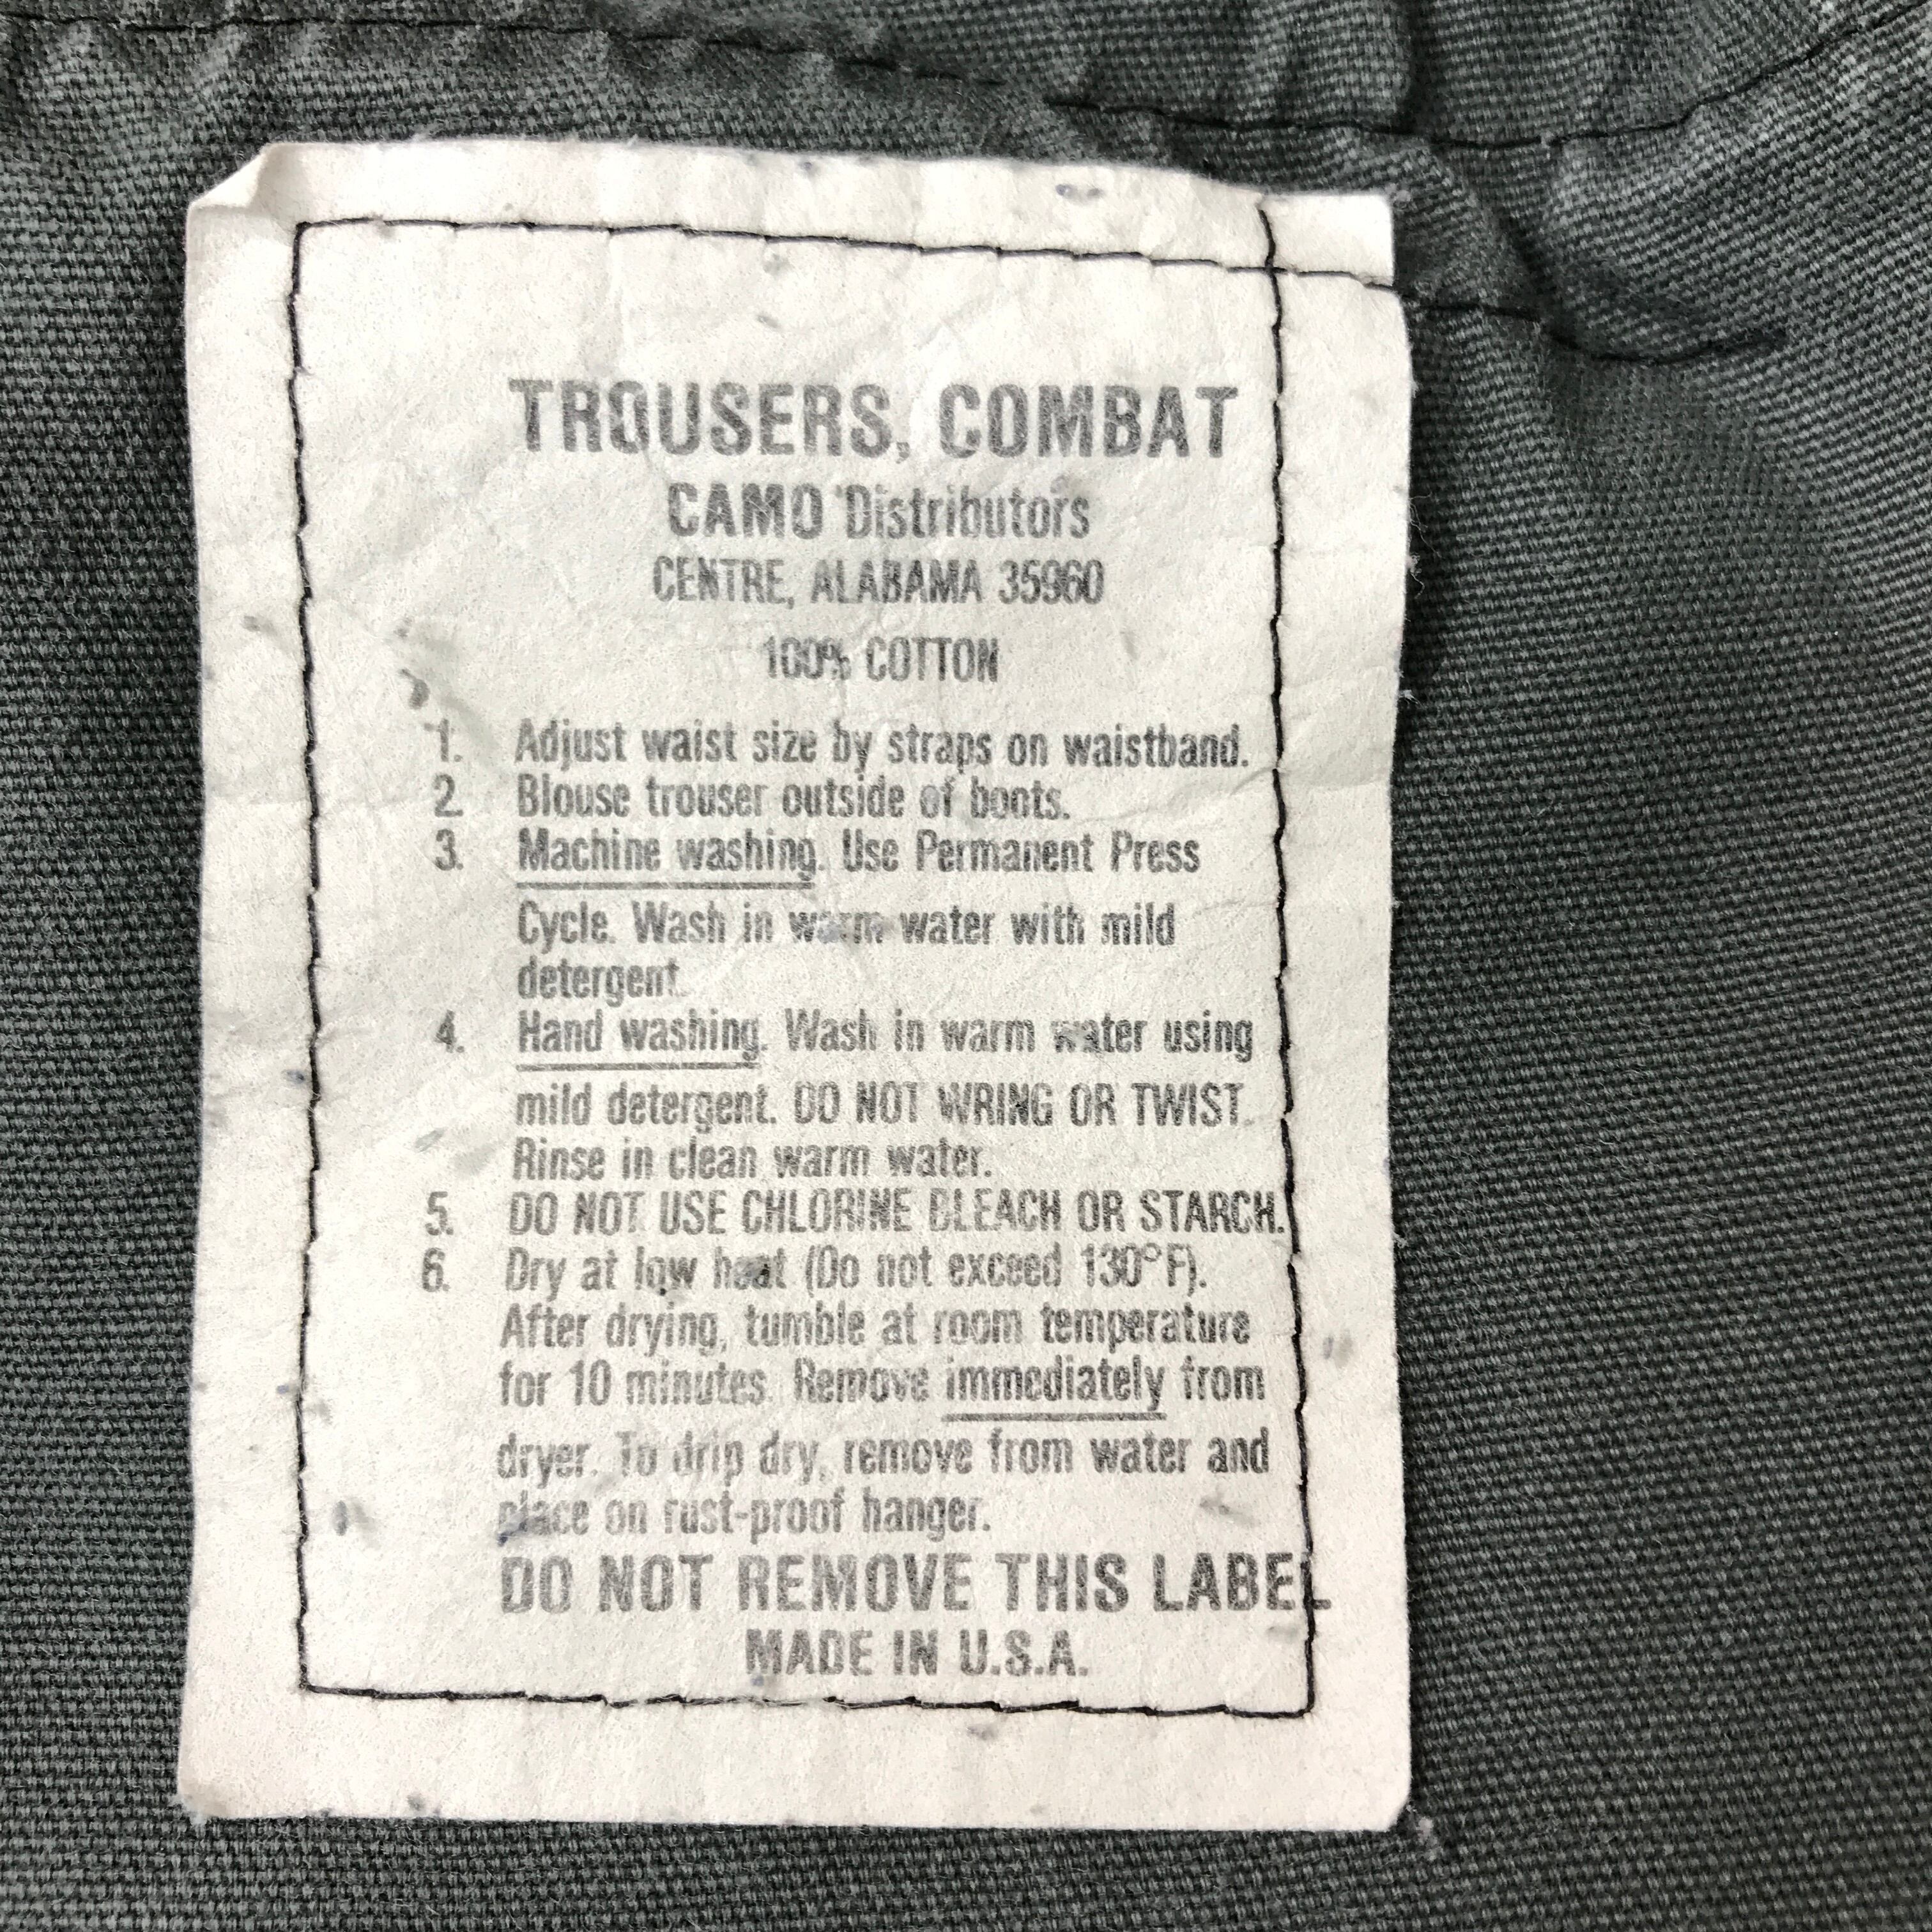 TROUSERS, COMBAT
CAMO Distributors
CENTRE, ALABAMA 35960
100% COTTON
1. Adjust waist size by straps on waistband.
2. Blouse trouser outside of boots.
3. Machine washing. Use Permanent Press
Cycle. Wash in warm water with mild
detergent.
4. Hand washing. Wash in warm water using
mild detergent. DO NOT WRING OR TWIST.
Rinse in clean warm water.
5. DO NOT USE CHLORINE BLEACH OR STARCH.
6. Dry at low heat (Do not exceed 130°F).
After drying, tumble at room temperature
for 10 minutes. Remove immediately from
dryer. To drip dry, remove from water and
place on rust-proof hanger.
DO NOT REMOVE THIS LABEL
MADE IN U.S.A.